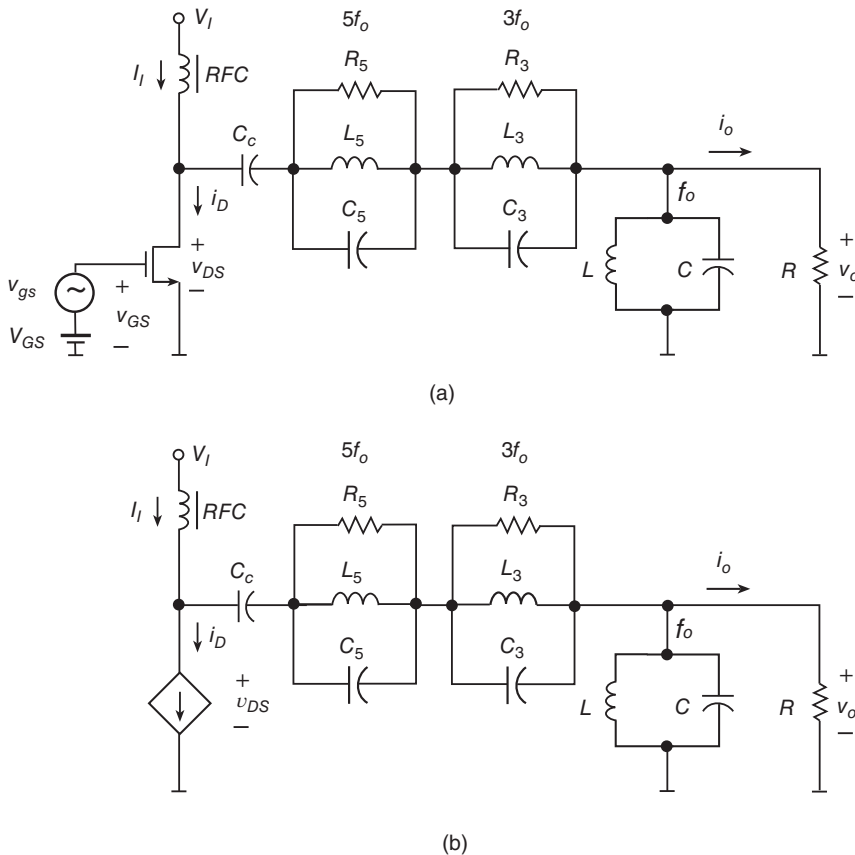 V_I
5f_o
3f_o
I_I
RFC
R_5
R_3
C_c
L_5
L_3
i_o
i_D
C_5
C_3
f_o
+
v_DS
−
v_gs
~
+
v_GS
−
V_GS
L
C
R
+
v_o
−
(a)
V_I
5f_o
3f_o
I_I
RFC
R_5
R_3
C_c
L_5
L_3
i_o
i_D
C_5
C_3
f_o
+
v_DS
−
L
C
R
+
v_o
−
(b)